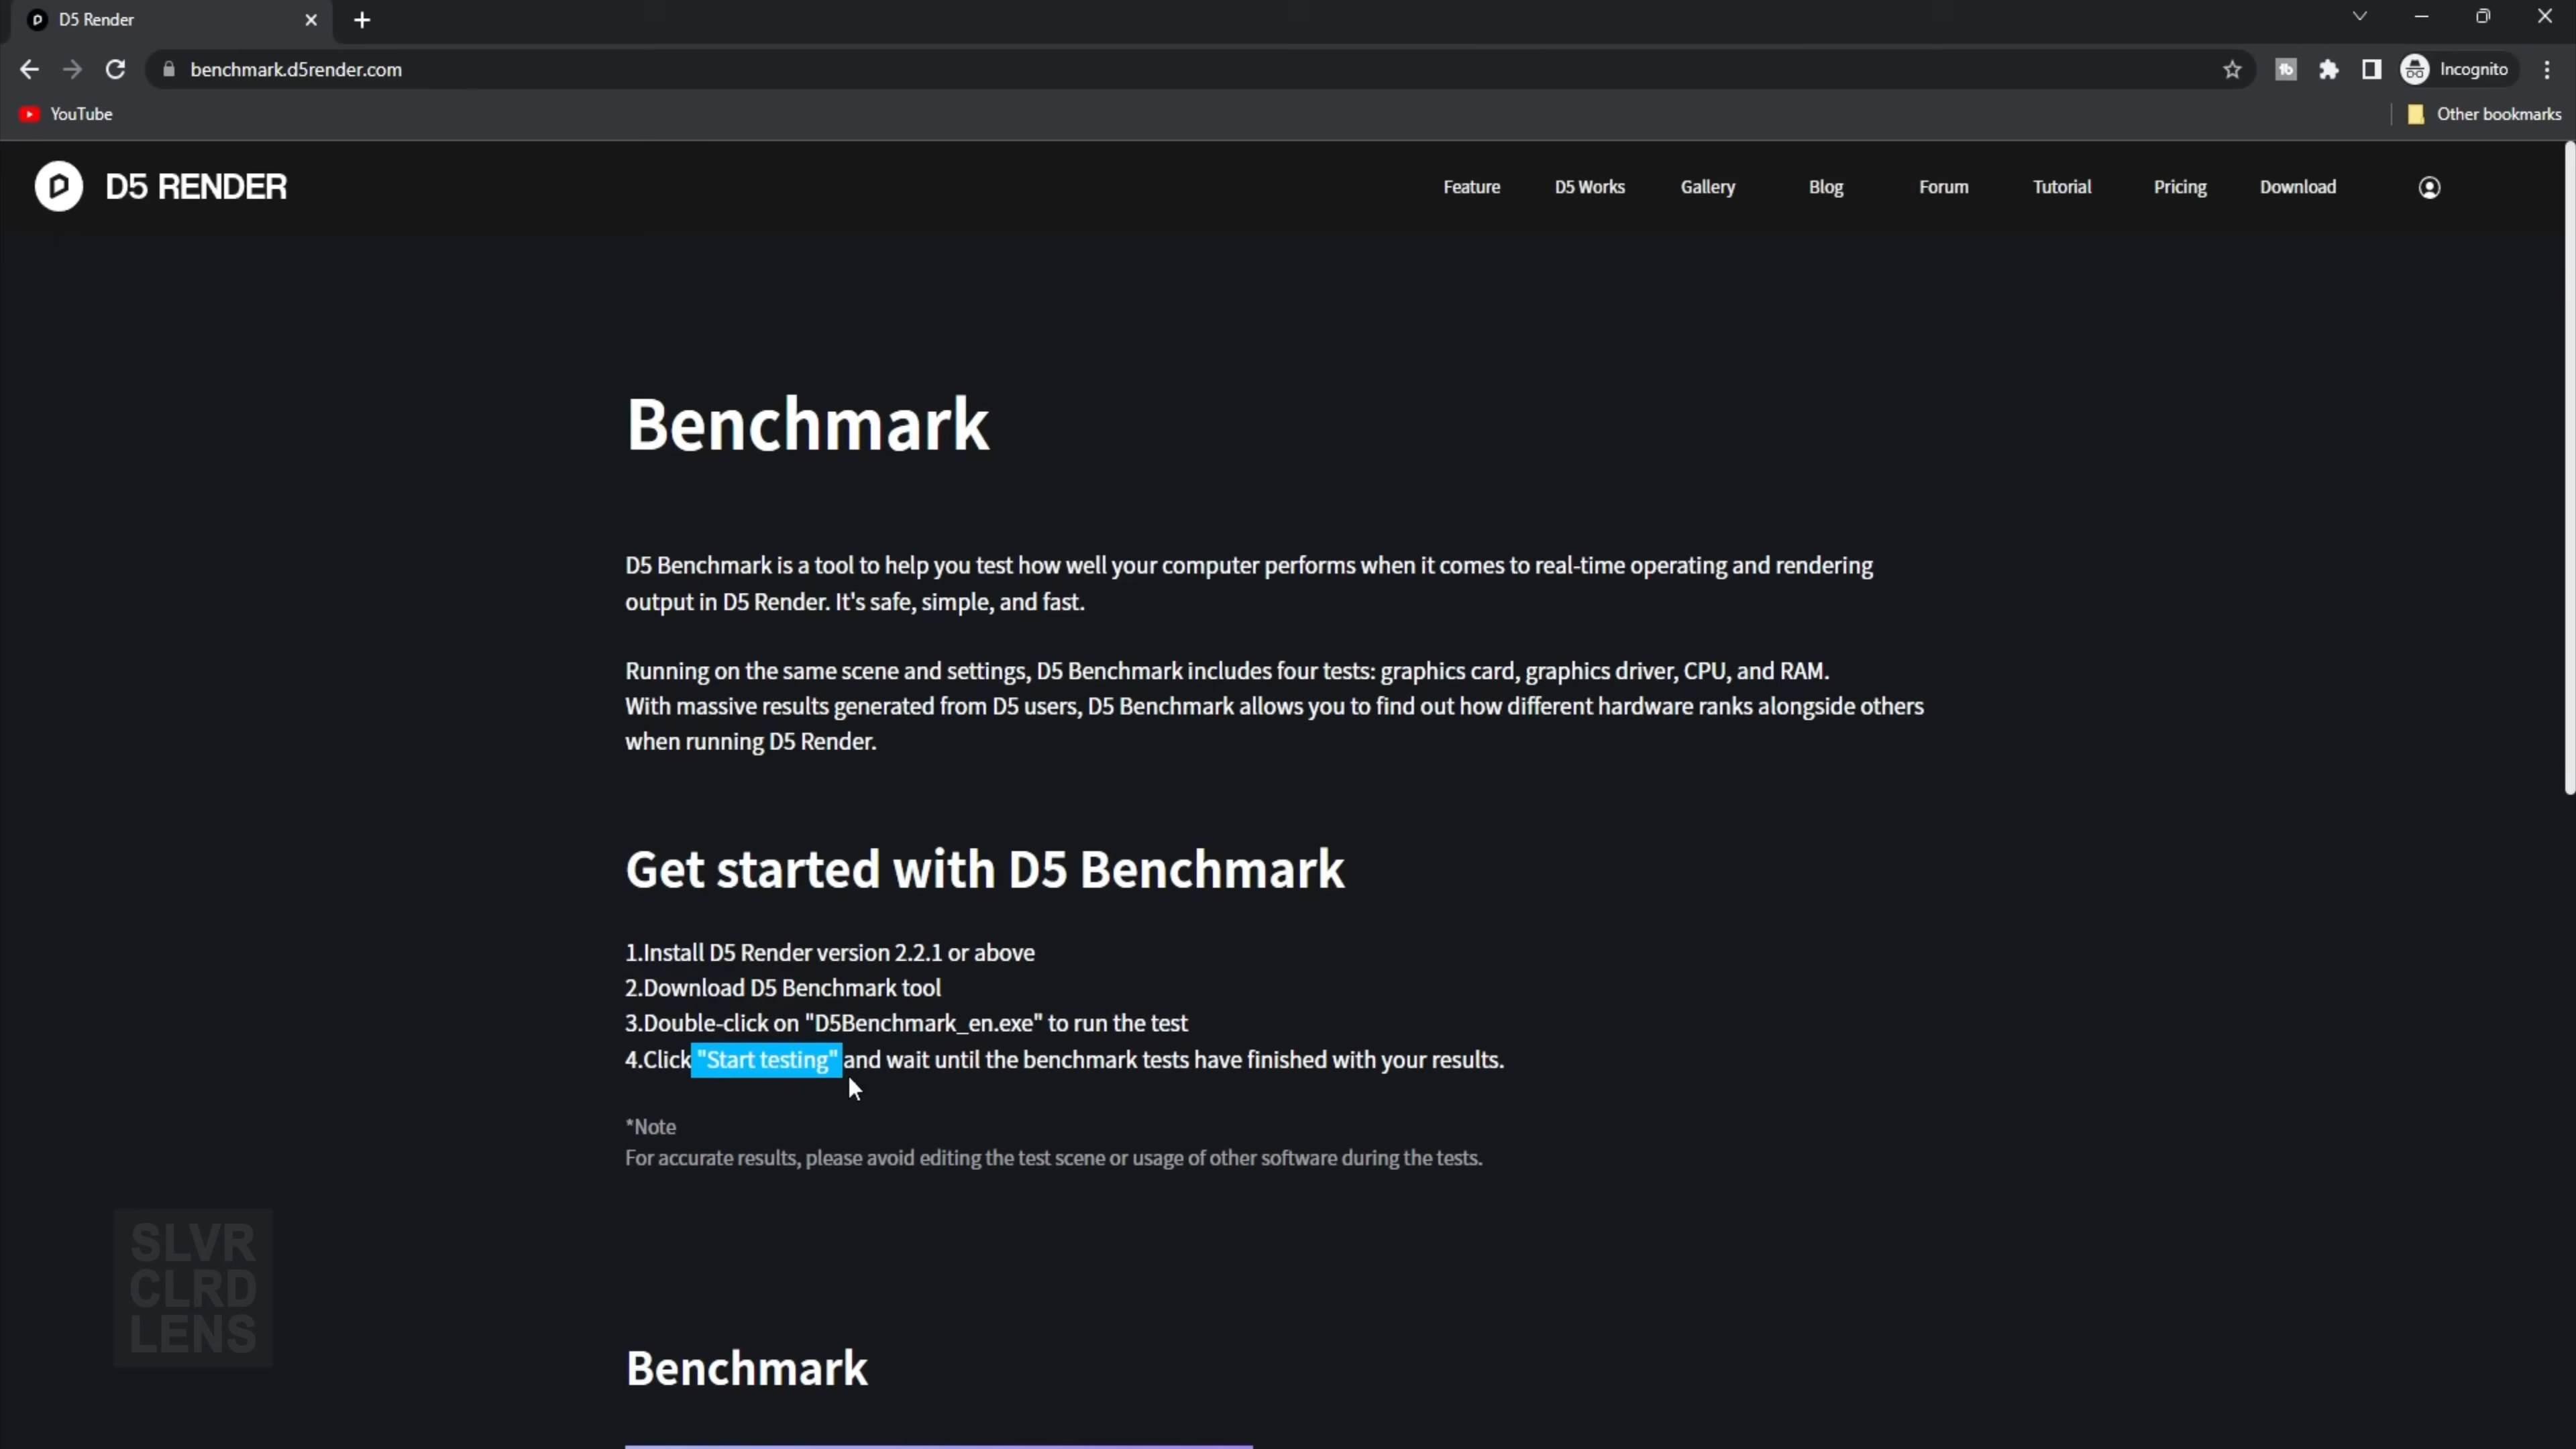 D5 Render
benchmark.d5render.com
Incognito
YouTube
Other bookmarks
D5 RENDER
Feature
D5 Works
Gallery
Blog
Forum
Tutorial
Pricing
Download
Benchmark
D5 Benchmark is a tool to help you test how well your computer performs when it comes to real-time operating and rendering
output in D5 Render. It's safe, simple, and fast.
Running on the same scene and settings, D5 Benchmark includes four tests: graphics card, graphics driver, CPU, and RAM.
With massive results generated from D5 users, D5 Benchmark allows you to find out how different hardware ranks alongside others
when running D5 Render.
Get started with D5 Benchmark
1.Install D5 Render version 2.2.1 or above
2.Download D5 Benchmark tool
3.Double-click on "D5Benchmark_en.exe" to run the test
4.Click "Start testing" and wait until the benchmark tests have finished with your results.
*Note
For accurate results, please avoid editing the test scene or usage of other software during the tests.
SLVR
CLRD
LENS
Benchmark